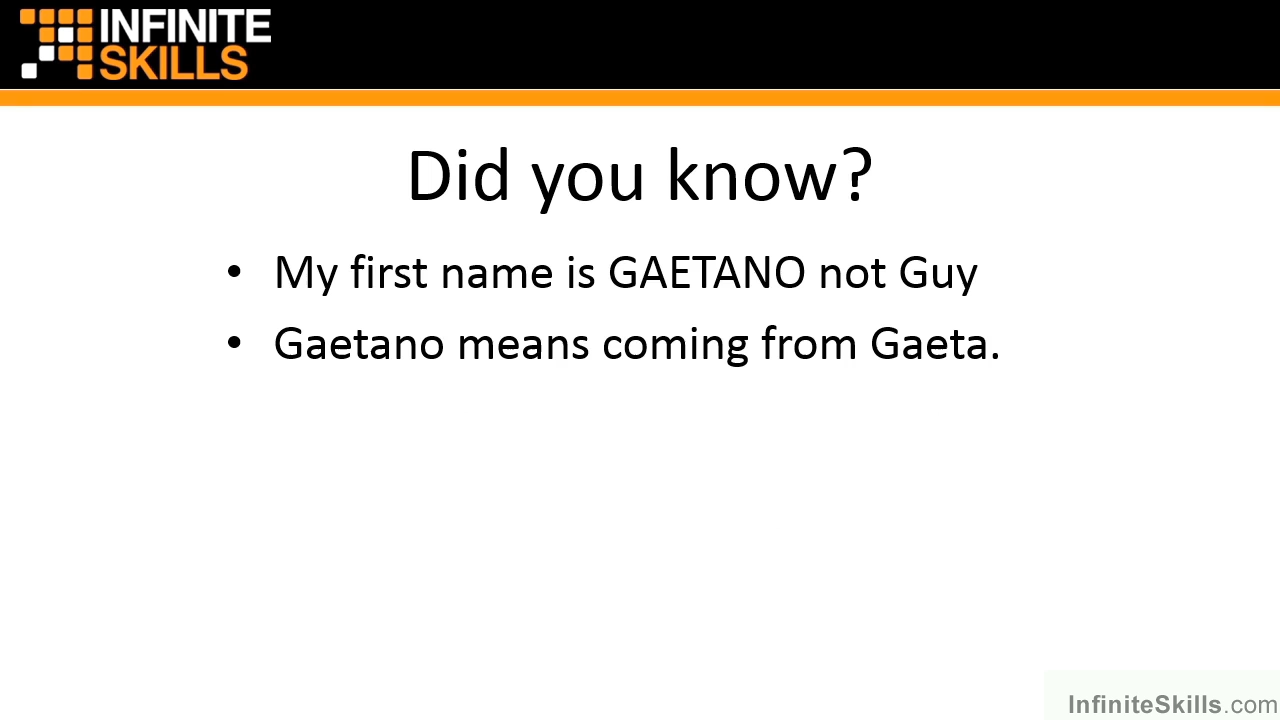 INFINITE
SKILLS
Did you know?
• My first name is GAETANO not Guy
• Gaetano means coming from Gaeta.
InfiniteSkills.com